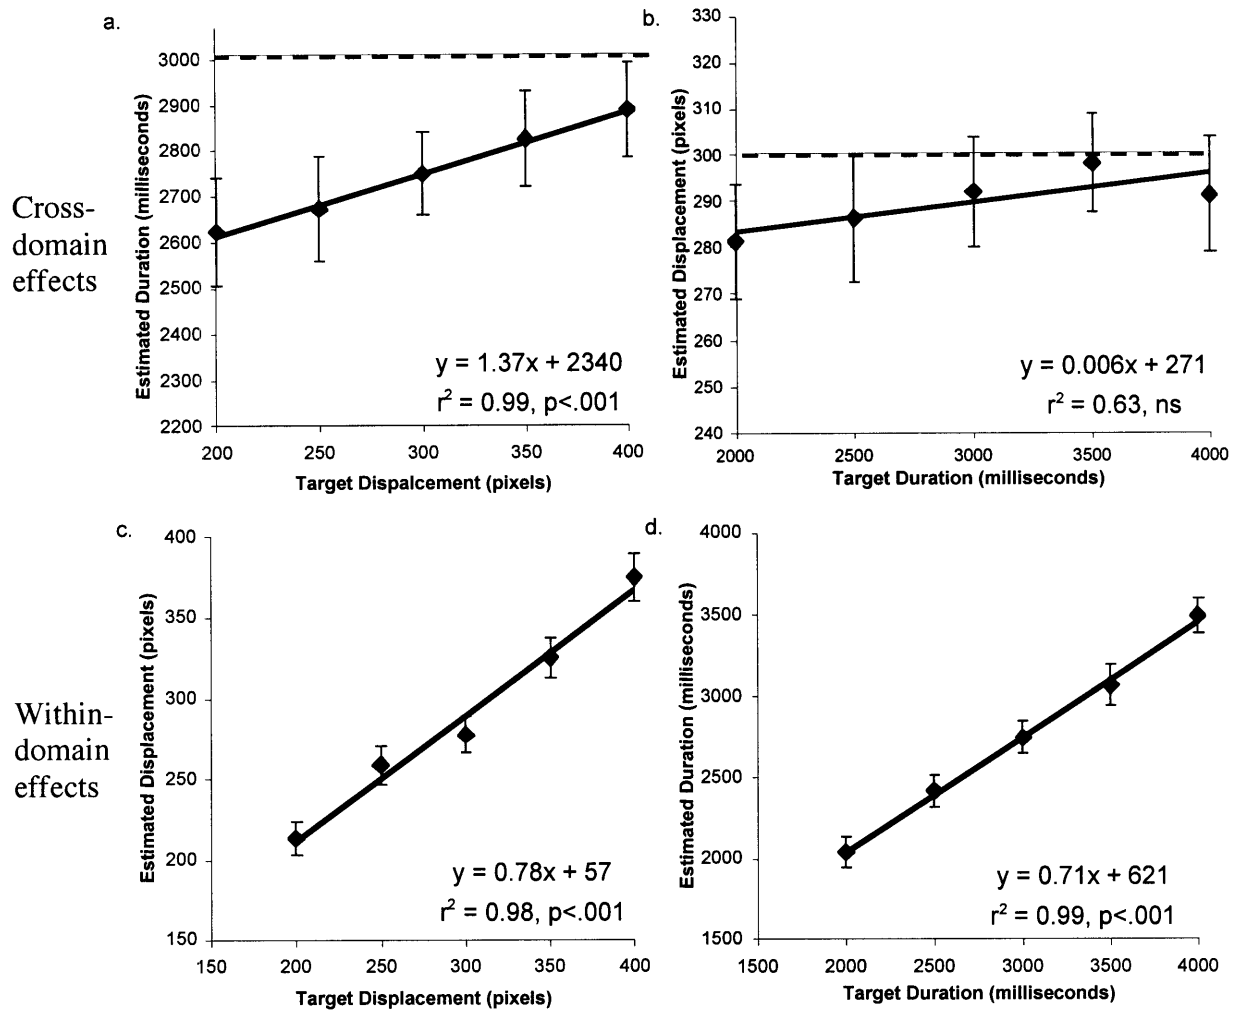 a.
3000
2900
2800
2700
2600
2500
2400
2300
2200
Estimated Duration (milliseconds)
200 250 300 350 400
Target Dispalcement (pixels)
y = 1.37x + 2340
r² = 0.99, p<.001
b.
330
320
310
300
290
280
270
260
250
240
Estimated Displacement (pixels)
2000 2500 3000 3500 4000
Target Duration (milliseconds)
y = 0.006x + 271
r² = 0.63, ns
Cross-
domain
effects
c.
400
350
300
250
200
150
Estimated Displacement (pixels)
150 200 250 300 350 400
Target Displacement (pixels)
y = 0.78x + 57
r² = 0.98, p<.001
d.
4000
3500
3000
2500
2000
1500
Estimated Duration (milliseconds)
1500 2000 2500 3000 3500 4000
Target Duration (milliseconds)
y = 0.71x + 621
r² = 0.99, p<.001
Within-
domain
effects